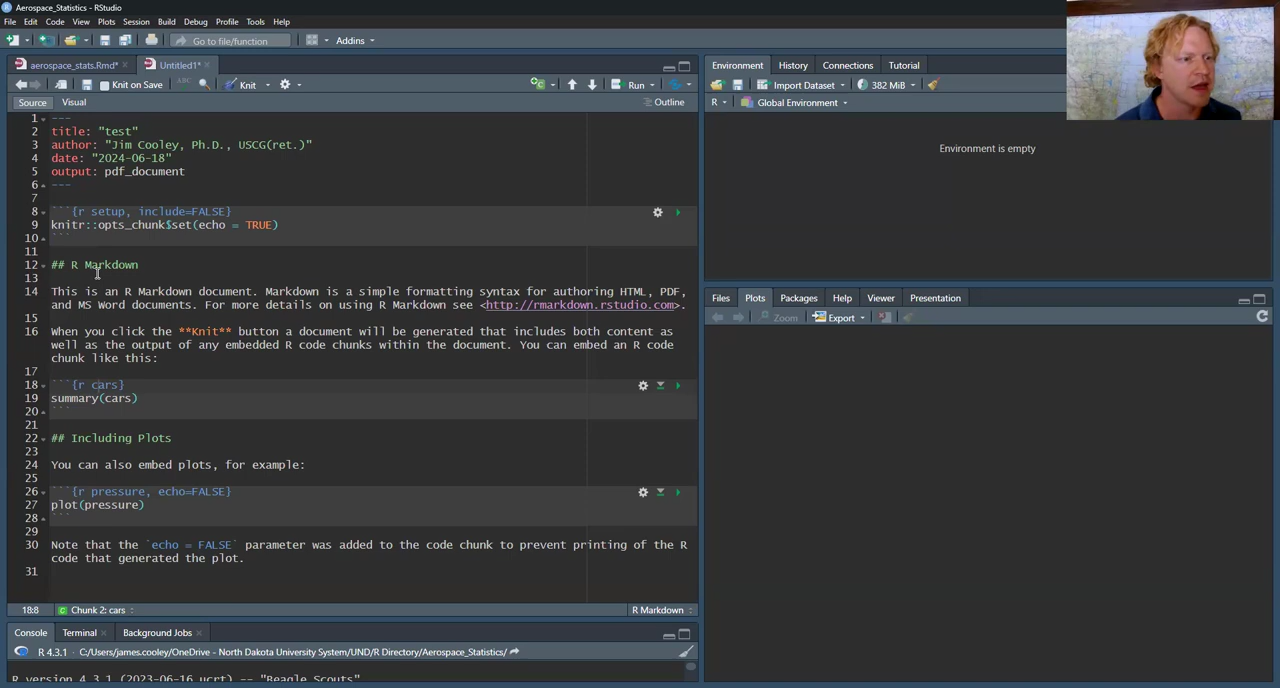 Aerospace_Statistics - RStudio
File Edit Code View Plots Session Build Debug Profile Tools Help
Go to file/function Addins
aerospace_stats.Rmd* Untitled1*
Knit on Save ABC Knit Run
Source Visual Outline
1 ---
2 title: "test"
3 author: "Jim Cooley, Ph.D., USCG(ret.)"
4 date: "2024-06-18"
5 output: pdf_document
6 ---
7
8 ```{r setup, include=FALSE}
9 knitr::opts_chunk$set(echo = TRUE)
10 ```
11
12 ## R Markdown
13
14 This is an R Markdown document. Markdown is a simple formatting syntax for authoring HTML, PDF,
and MS Word documents. For more details on using R Markdown see <http://rmarkdown.rstudio.com>.
15
16 When you click the **Knit** button a document will be generated that includes both content as
well as the output of any embedded R code chunks within the document. You can embed an R code
chunk like this:
17
18 ```{r cars}
19 summary(cars)
20 ```
21
22 ## Including Plots
23
24 You can also embed plots, for example:
25
26 ```{r pressure, echo=FALSE}
27 plot(pressure)
28 ```
29
30 Note that the `echo = FALSE` parameter was added to the code chunk to prevent printing of the R
code that generated the plot.
31
18:8 Chunk 2: cars R Markdown
Console Terminal Background Jobs
R 4.3.1 · C:/Users/james.cooley/OneDrive - North Dakota University System/UND/R Directory/Aerospace_Statistics/
R version 4.3.1 (2023-06-16 ucrt) -- "Beagle Scouts"
Environment History Connections Tutorial
Import Dataset 382 MiB
R Global Environment
Environment is empty
Files Plots Packages Help Viewer Presentation
Zoom Export